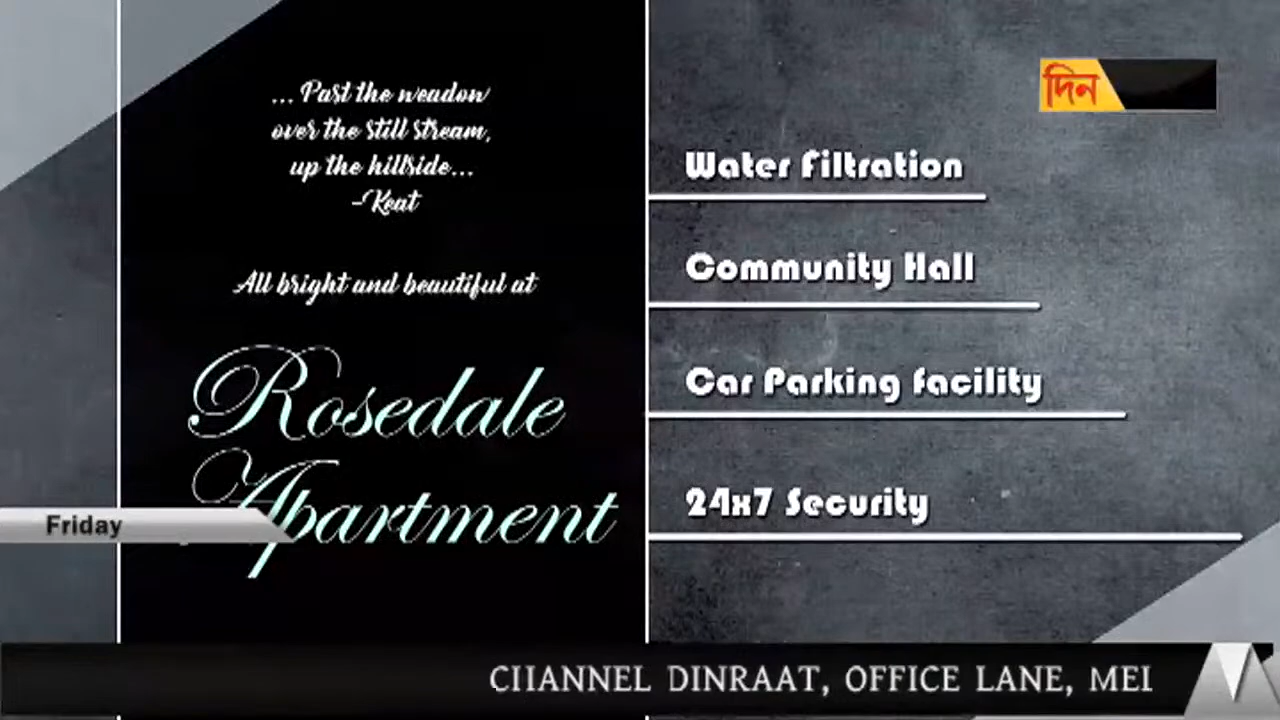 ... Past the weadow
over the still stream,
up the hillside...
-Keat
All bright and beautiful at
Rosedale
Apartment
Water Filtration
Community Hall
Car Parking facility
24x7 Security
দিন
Friday
CHANNEL DINRAAT, OFFICE LANE, MEI